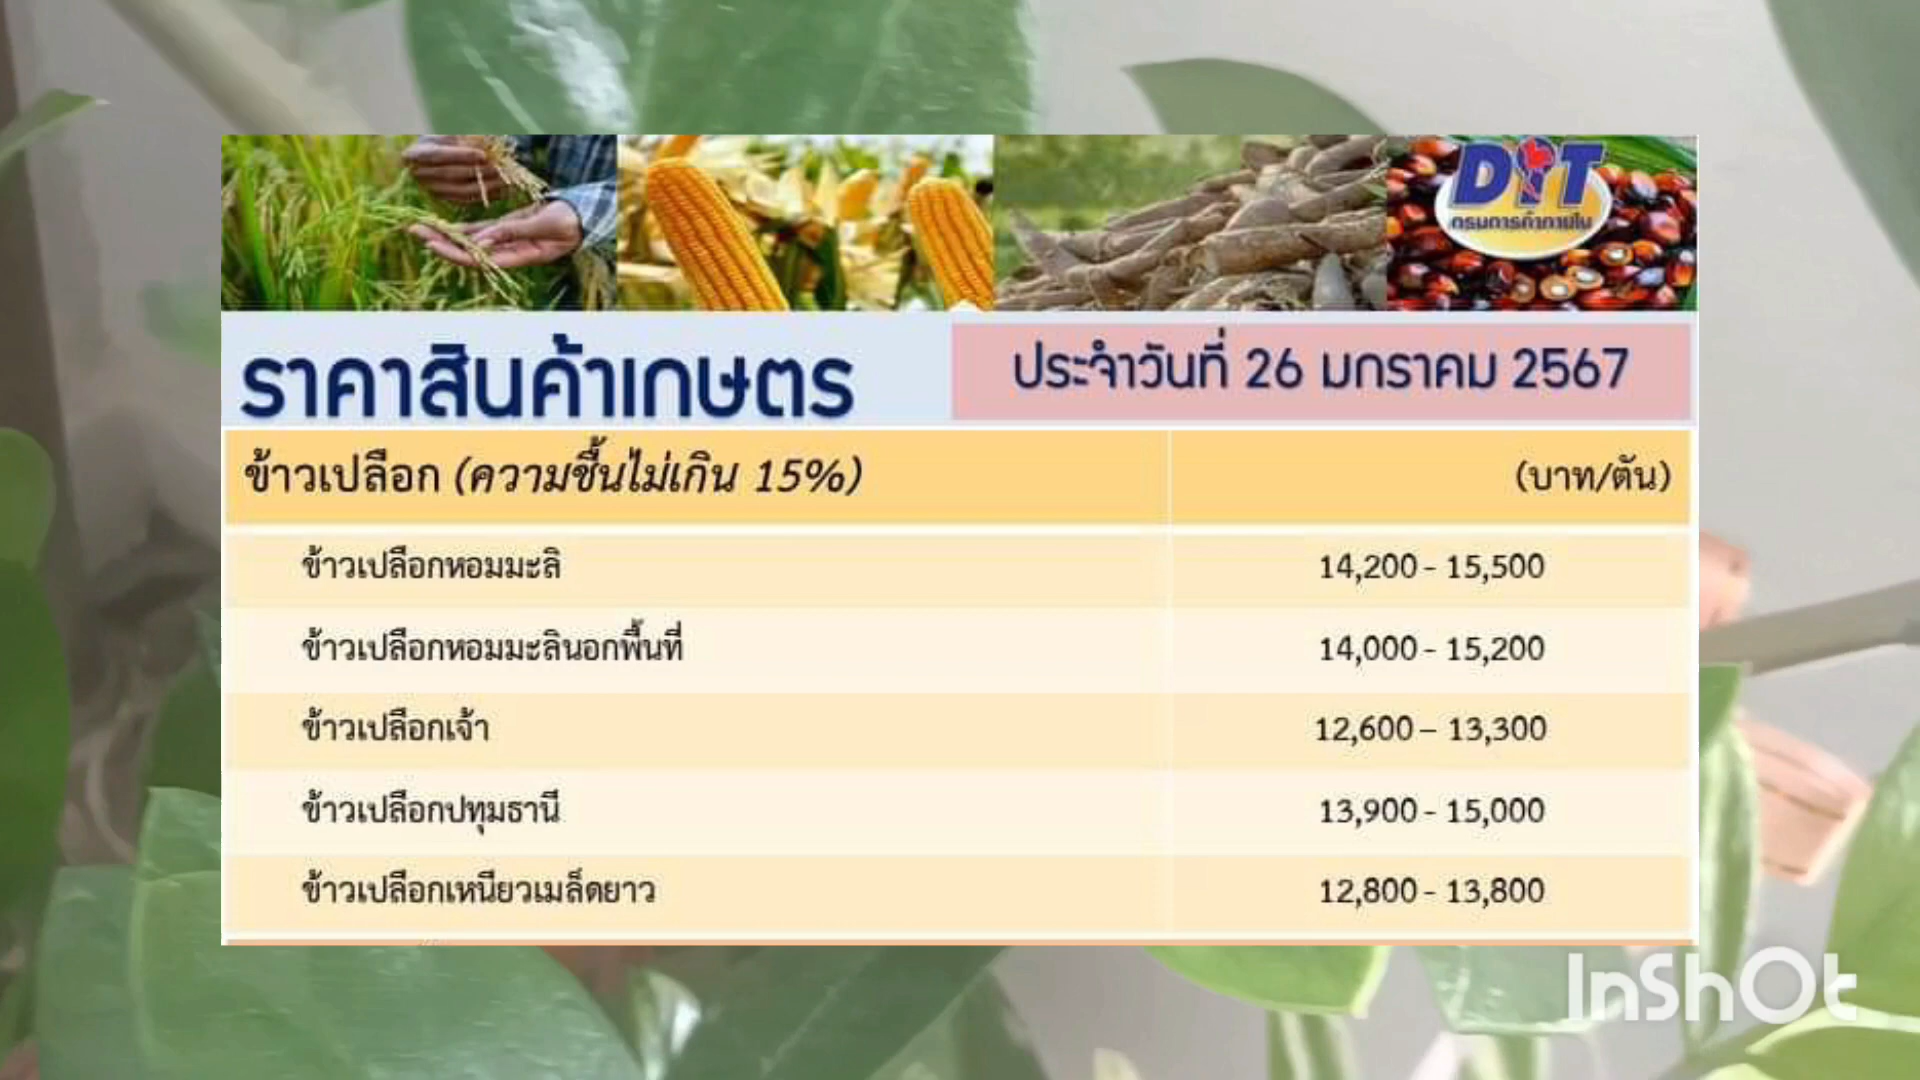 DIT
กรมการค้าภายใน
ราคาสินค้าเกษตร
ประจำวันที่ 26 มกราคม 2567
ข้าวเปลือก (ความชื้นไม่เกิน 15%) (บาท/ตัน)
ข้าวเปลือกหอมมะลิ 14,200 - 15,500
ข้าวเปลือกหอมมะลินอกพื้นที่ 14,000 - 15,200
ข้าวเปลือกเจ้า 12,600 – 13,300
ข้าวเปลือกปทุมธานี 13,900 - 15,000
ข้าวเปลือกเหนียวเมล็ดยาว 12,800 - 13,800
InShOt